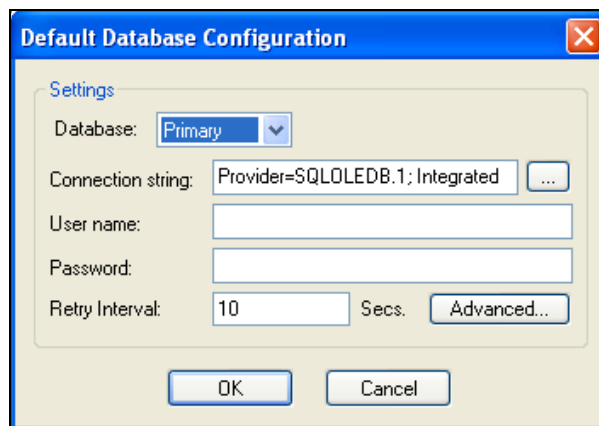 Default Database Configuration
Settings
Database: Primary
Connection string: Provider=SQLOLEDB.1; Integrated ...
User name:
Password:
Retry Interval: 10 Secs. Advanced...
OK Cancel